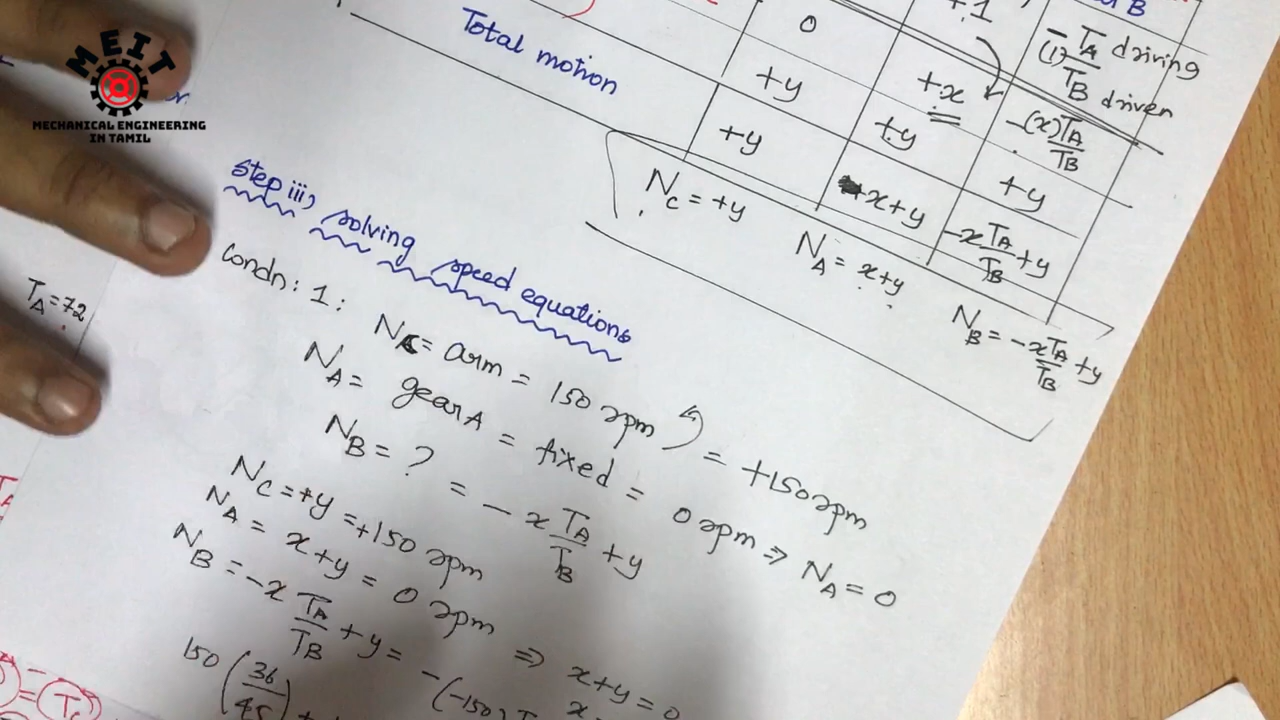 MEIT
MECHANICAL ENGINEERING
IN TAMIL
B
0
+1
-(1) TA/TB driving driven
Total motion
+y
+x
-(x)TA/TB
+y
+y
+y
x+y
-x TA/TB +y
NC = +y
NA = x+y
NB = -xTA/TB +y
TA=72
Step iii, solving speed equations
Condn: 1:
NC = arm = 150 rpm ) = +150rpm
NA = gear A = fixed = 0 rpm ⇒ NA = 0
NB = ? = - x TA/TB + y
NC = +y = +150 rpm
NA = x+y = 0 rpm ⇒ x+y=0
NB = -x TA/TB + y = -(-150)
150 (36/45) +